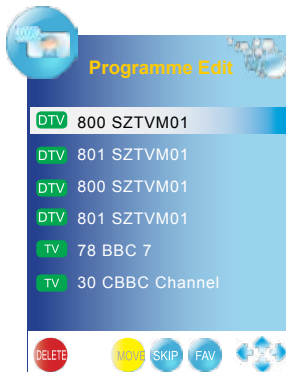 Programme Edit
DTV 800 SZTVM01
DTV 801 SZTVM01
DTV 800 SZTVM01
DTV 801 SZTVM01
TV 78 BBC 7
TV 30 CBBC Channel
DELETE MOVE SKIP FAV